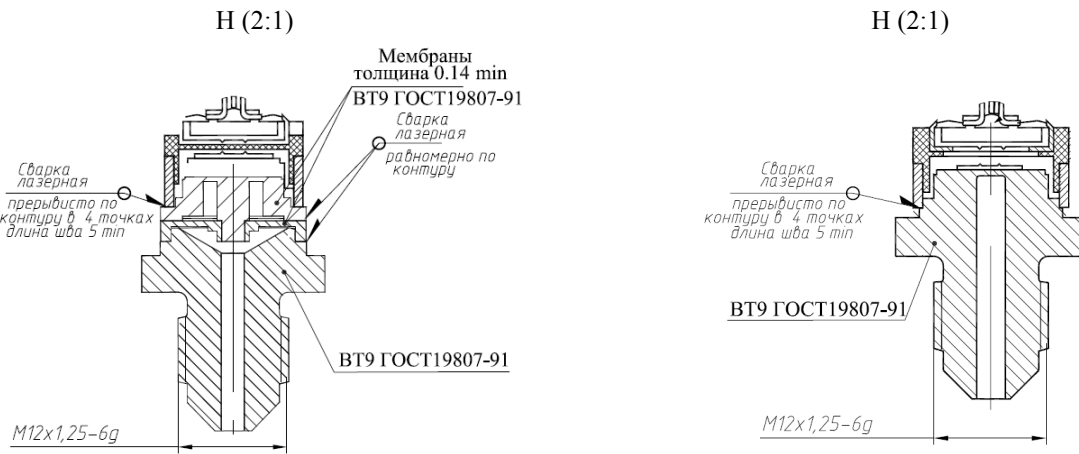 Н (2:1)
Мембраны
толщина 0.14 min
ВТ9 ГОСТ19807-91
Сварка
лазерная
равномерно по
контуру
Сварка
лазерная
прерывисто по
контуру в 4 точках
длина шва 5 min
ВТ9 ГОСТ19807-91
М12х1,25-6g
Н (2:1)
Сварка
лазерная
прерывисто по
контуру в 4 точках
длина шва 5 min
ВТ9 ГОСТ19807-91
М12х1,25-6g